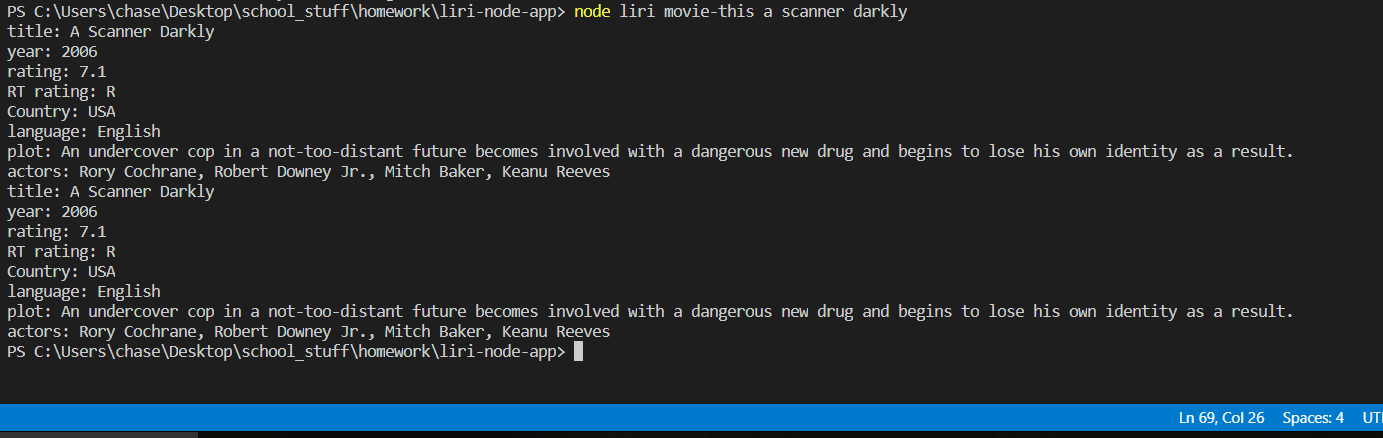 PS C:\Users\chase\Desktop\school_stuff\homework\liri-node-app> node liri movie-this a scanner darkly
title: A Scanner Darkly
year: 2006
rating: 7.1
RT rating: R
Country: USA
language: English
plot: An undercover cop in a not-too-distant future becomes involved with a dangerous new drug and begins to lose his own identity as a result.
actors: Rory Cochrane, Robert Downey Jr., Mitch Baker, Keanu Reeves
title: A Scanner Darkly
year: 2006
rating: 7.1
RT rating: R
Country: USA
language: English
plot: An undercover cop in a not-too-distant future becomes involved with a dangerous new drug and begins to lose his own identity as a result.
actors: Rory Cochrane, Robert Downey Jr., Mitch Baker, Keanu Reeves
PS C:\Users\chase\Desktop\school_stuff\homework\liri-node-app>
Ln 69, Col 26 Spaces: 4